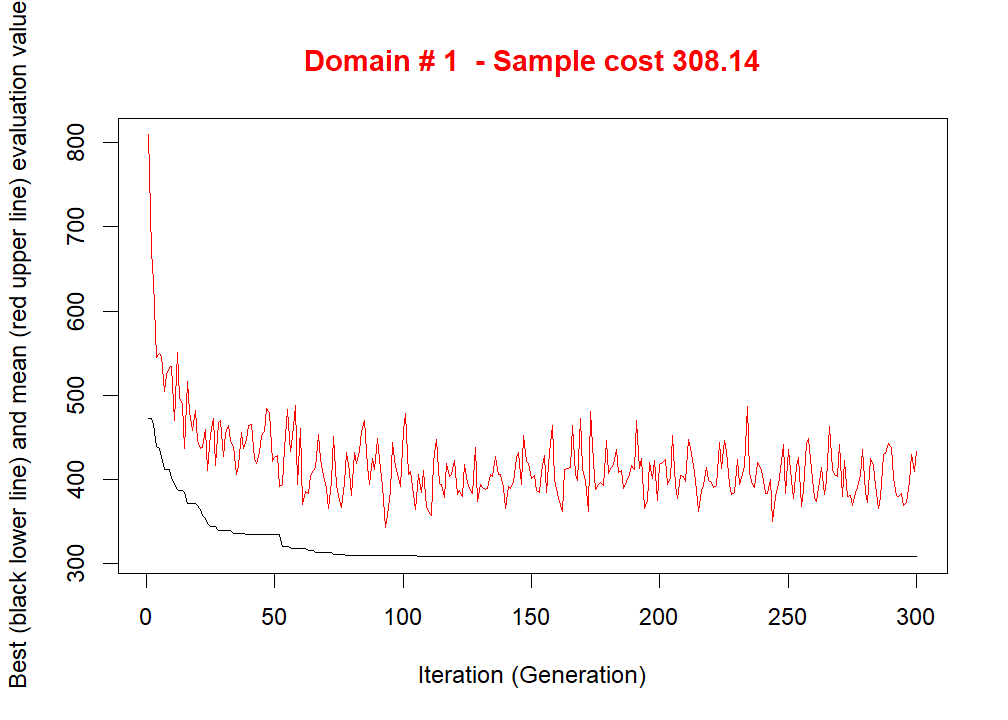 Domain # 1  - Sample cost 308.14
Best (black lower line) and mean (red upper line) evaluation value
800
700
600
500
400
300
0 50 100 150 200 250 300
Iteration (Generation)